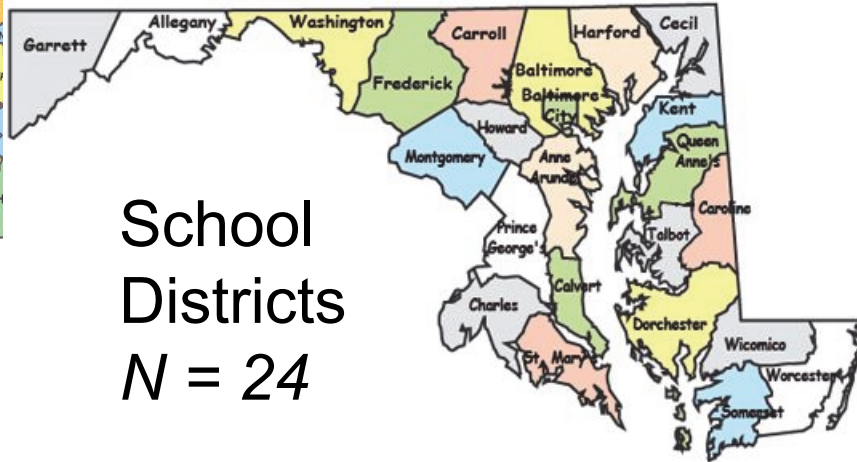 Garrett
Allegany
Washington
Frederick
Carroll
Baltimore
Baltimore
City
Harford
Cecil
Howard
Montgomery
Kent
Queen
Anne's
Anne
Arundel
Caroline
Prince
George's
Talbot
Calvert
Charles
Dorchester
St. Mary's
Wicomico
Worcester
Somerset
School
Districts
N = 24